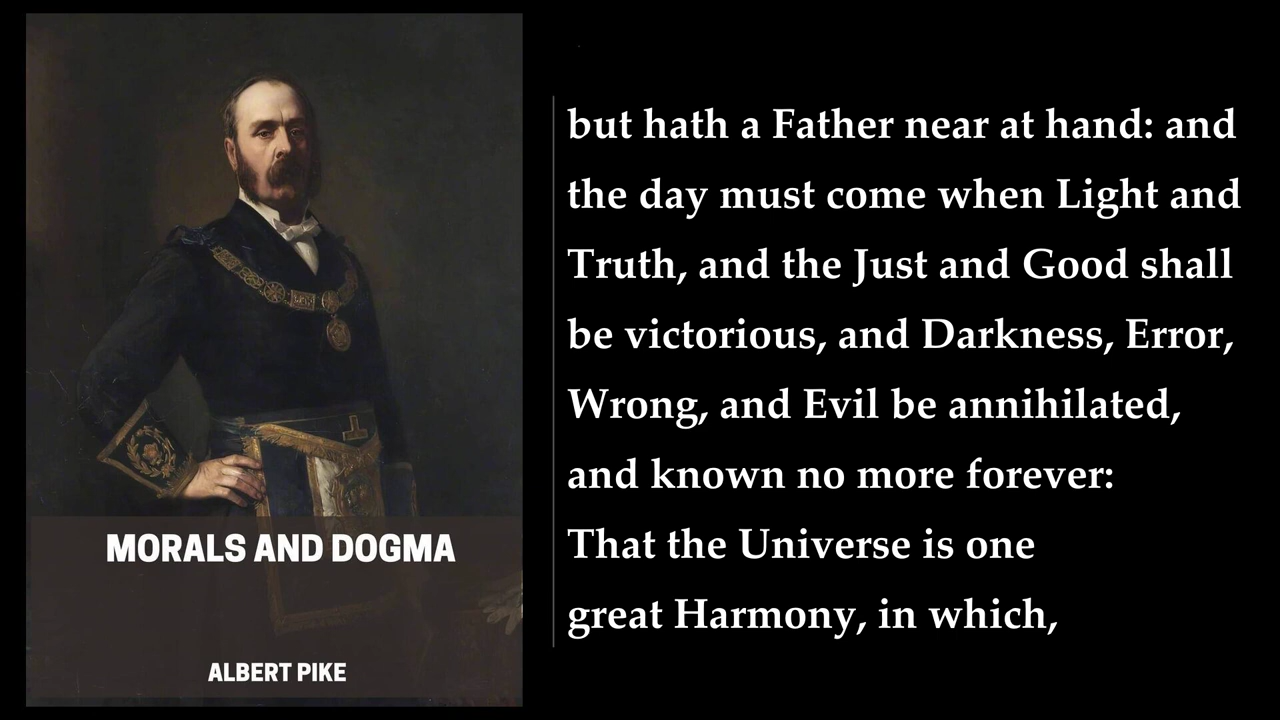 MORALS AND DOGMA
ALBERT PIKE
but hath a Father near at hand: and
the day must come when Light and
Truth, and the Just and Good shall
be victorious, and Darkness, Error,
Wrong, and Evil be annihilated,
and known no more forever:
That the Universe is one
great Harmony, in which,